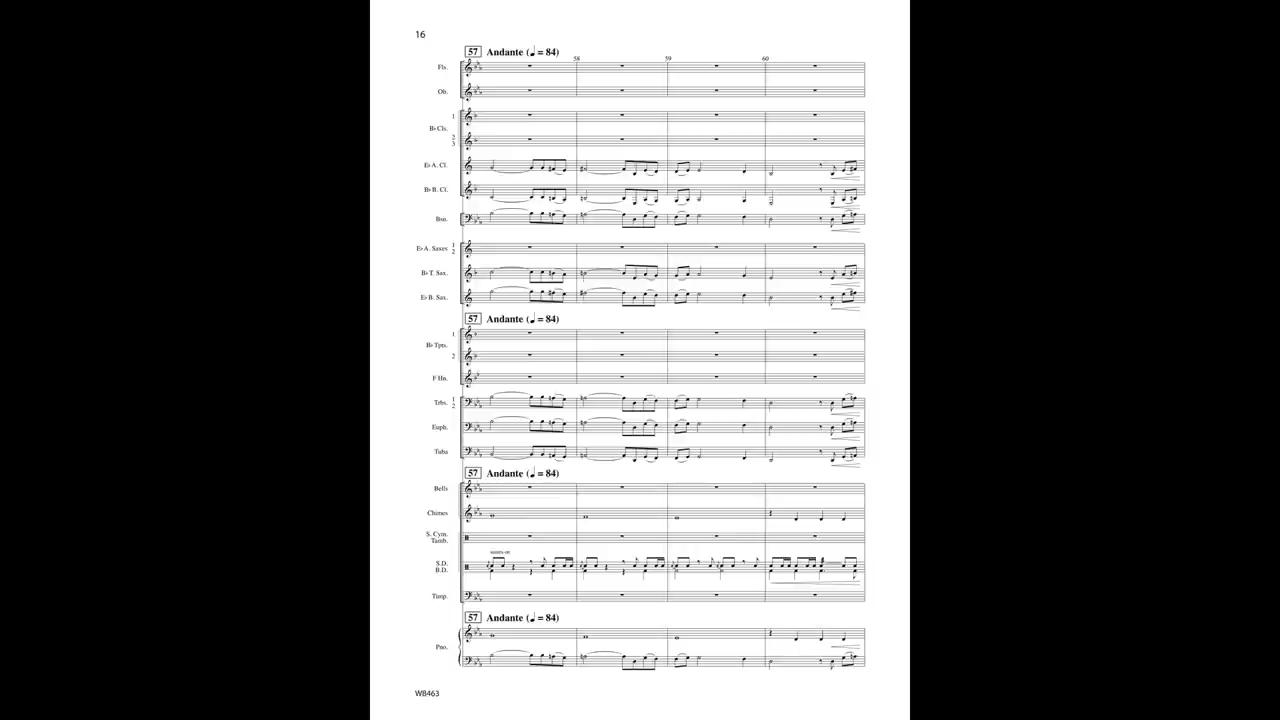 16
57 Andante (♩ = 84)
58 59 60
Fls.
Ob.
1
B♭ Cls.
2
3
E♭ A. Cl.
B♭ B. Cl.
Bsn.
E♭ A. Saxes 1
2
B♭ T. Sax.
E♭ B. Sax.
57 Andante (♩ = 84)
1
B♭ Tpts.
2
F Hn.
Trbs. 1
2
Euph.
Tuba
57 Andante (♩ = 84)
Bells
Chimes
S. Cym.
Tamb.
snares on
S.D.
B.D.
Timp.
57 Andante (♩ = 84)
Pno.
WB463